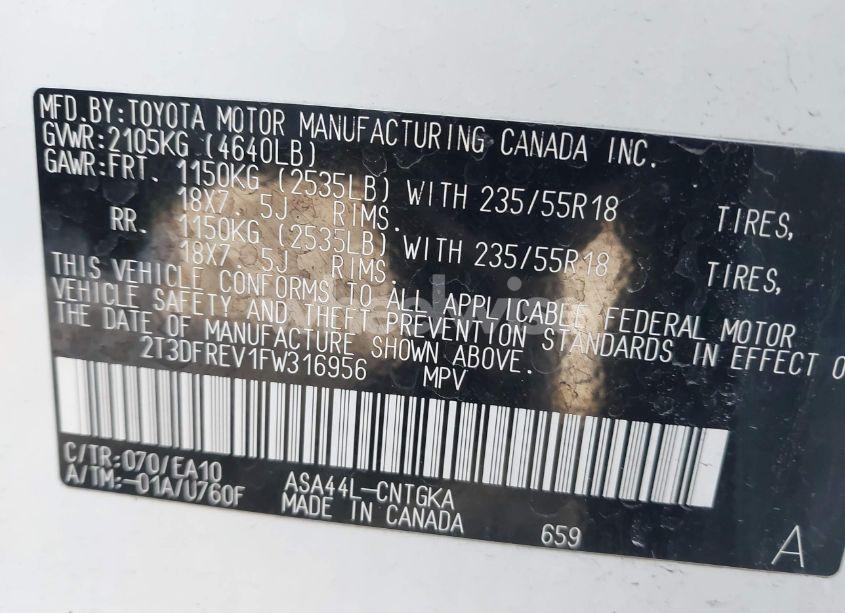 MFD.BY:TOYOTA MOTOR MANUFACTURING CANADA INC.
GVWR:2105KG (4640LB)
GAWR:FRT. 1150KG (2535LB) WITH 235/55R18 TIRES,
18X7.5J RIMS.
RR. 1150KG (2535LB) WITH 235/55R18 TIRES,
18X7.5J RIMS.
THIS VEHICLE CONFORMS TO ALL APPLICABLE FEDERAL MOTOR
VEHICLE SAFETY AND THEFT PREVENTION STANDARDS IN EFFECT O
THE DATE OF MANUFACTURE SHOWN ABOVE.
2T3DFREV1FW316956 MPV
C/TR:070/EA10
A/TM:-01A/U760F
ASA44L-CNTGKA
MADE IN CANADA
659
A